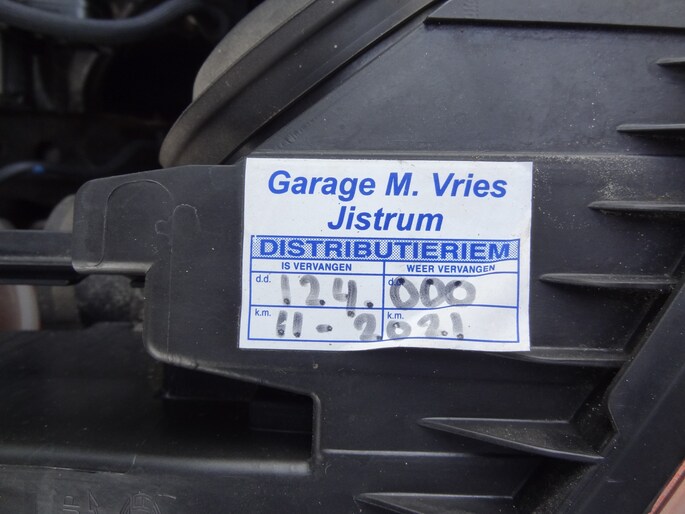 Garage M. Vries
Jistrum
DISTRIBUTIERIEM
IS VERVANGEN WEER VERVANGEN
d.d. 124.000
k.m. 11-2021 k.m.